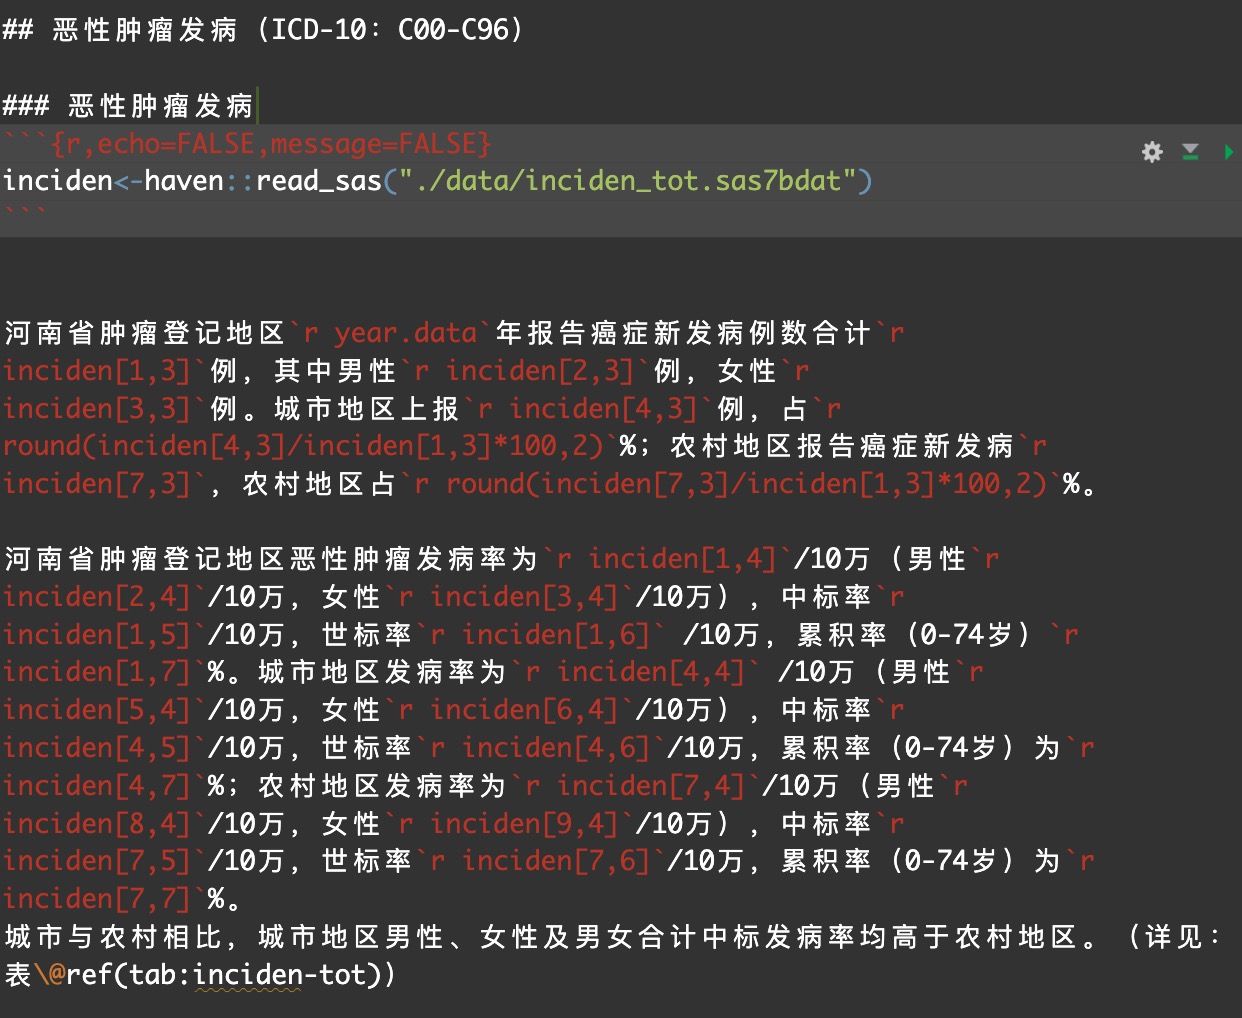 ## 恶性肿瘤发病（ICD-10：C00-C96）
### 恶性肿瘤发病
```{r,echo=FALSE,message=FALSE}
inciden<-haven::read_sas("./data/inciden_tot.sas7bdat")
```
河南省肿瘤登记地区`r year.data`年报告癌症新发病例数合计`r
inciden[1,3]`例，其中男性`r inciden[2,3]`例，女性`r
inciden[3,3]`例。城市地区上报`r inciden[4,3]`例，占`r
round(inciden[4,3]/inciden[1,3]*100,2)`%；农村地区报告癌症新发病`r
inciden[7,3]`，农村地区占`r round(inciden[7,3]/inciden[1,3]*100,2)`%。
河南省肿瘤登记地区恶性肿瘤发病率为`r inciden[1,4]`/10万（男性`r
inciden[2,4]`/10万，女性`r inciden[3,4]`/10万），中标率`r
inciden[1,5]`/10万，世标率`r inciden[1,6]` /10万，累积率（0-74岁）`r
inciden[1,7]`%。城市地区发病率为`r inciden[4,4]` /10万（男性`r
inciden[5,4]`/10万，女性`r inciden[6,4]`/10万），中标率`r
inciden[4,5]`/10万，世标率`r inciden[4,6]`/10万，累积率（0-74岁）为`r
inciden[4,7]`%；农村地区发病率为`r inciden[7,4]`/10万（男性`r
inciden[8,4]`/10万，女性`r inciden[9,4]`/10万），中标率`r
inciden[7,5]`/10万，世标率`r inciden[7,6]`/10万，累积率（0-74岁）为`r
inciden[7,7]`%。
城市与农村相比，城市地区男性、女性及男女合计中标发病率均高于农村地区。（详见：
表\@ref(tab:inciden-tot)）